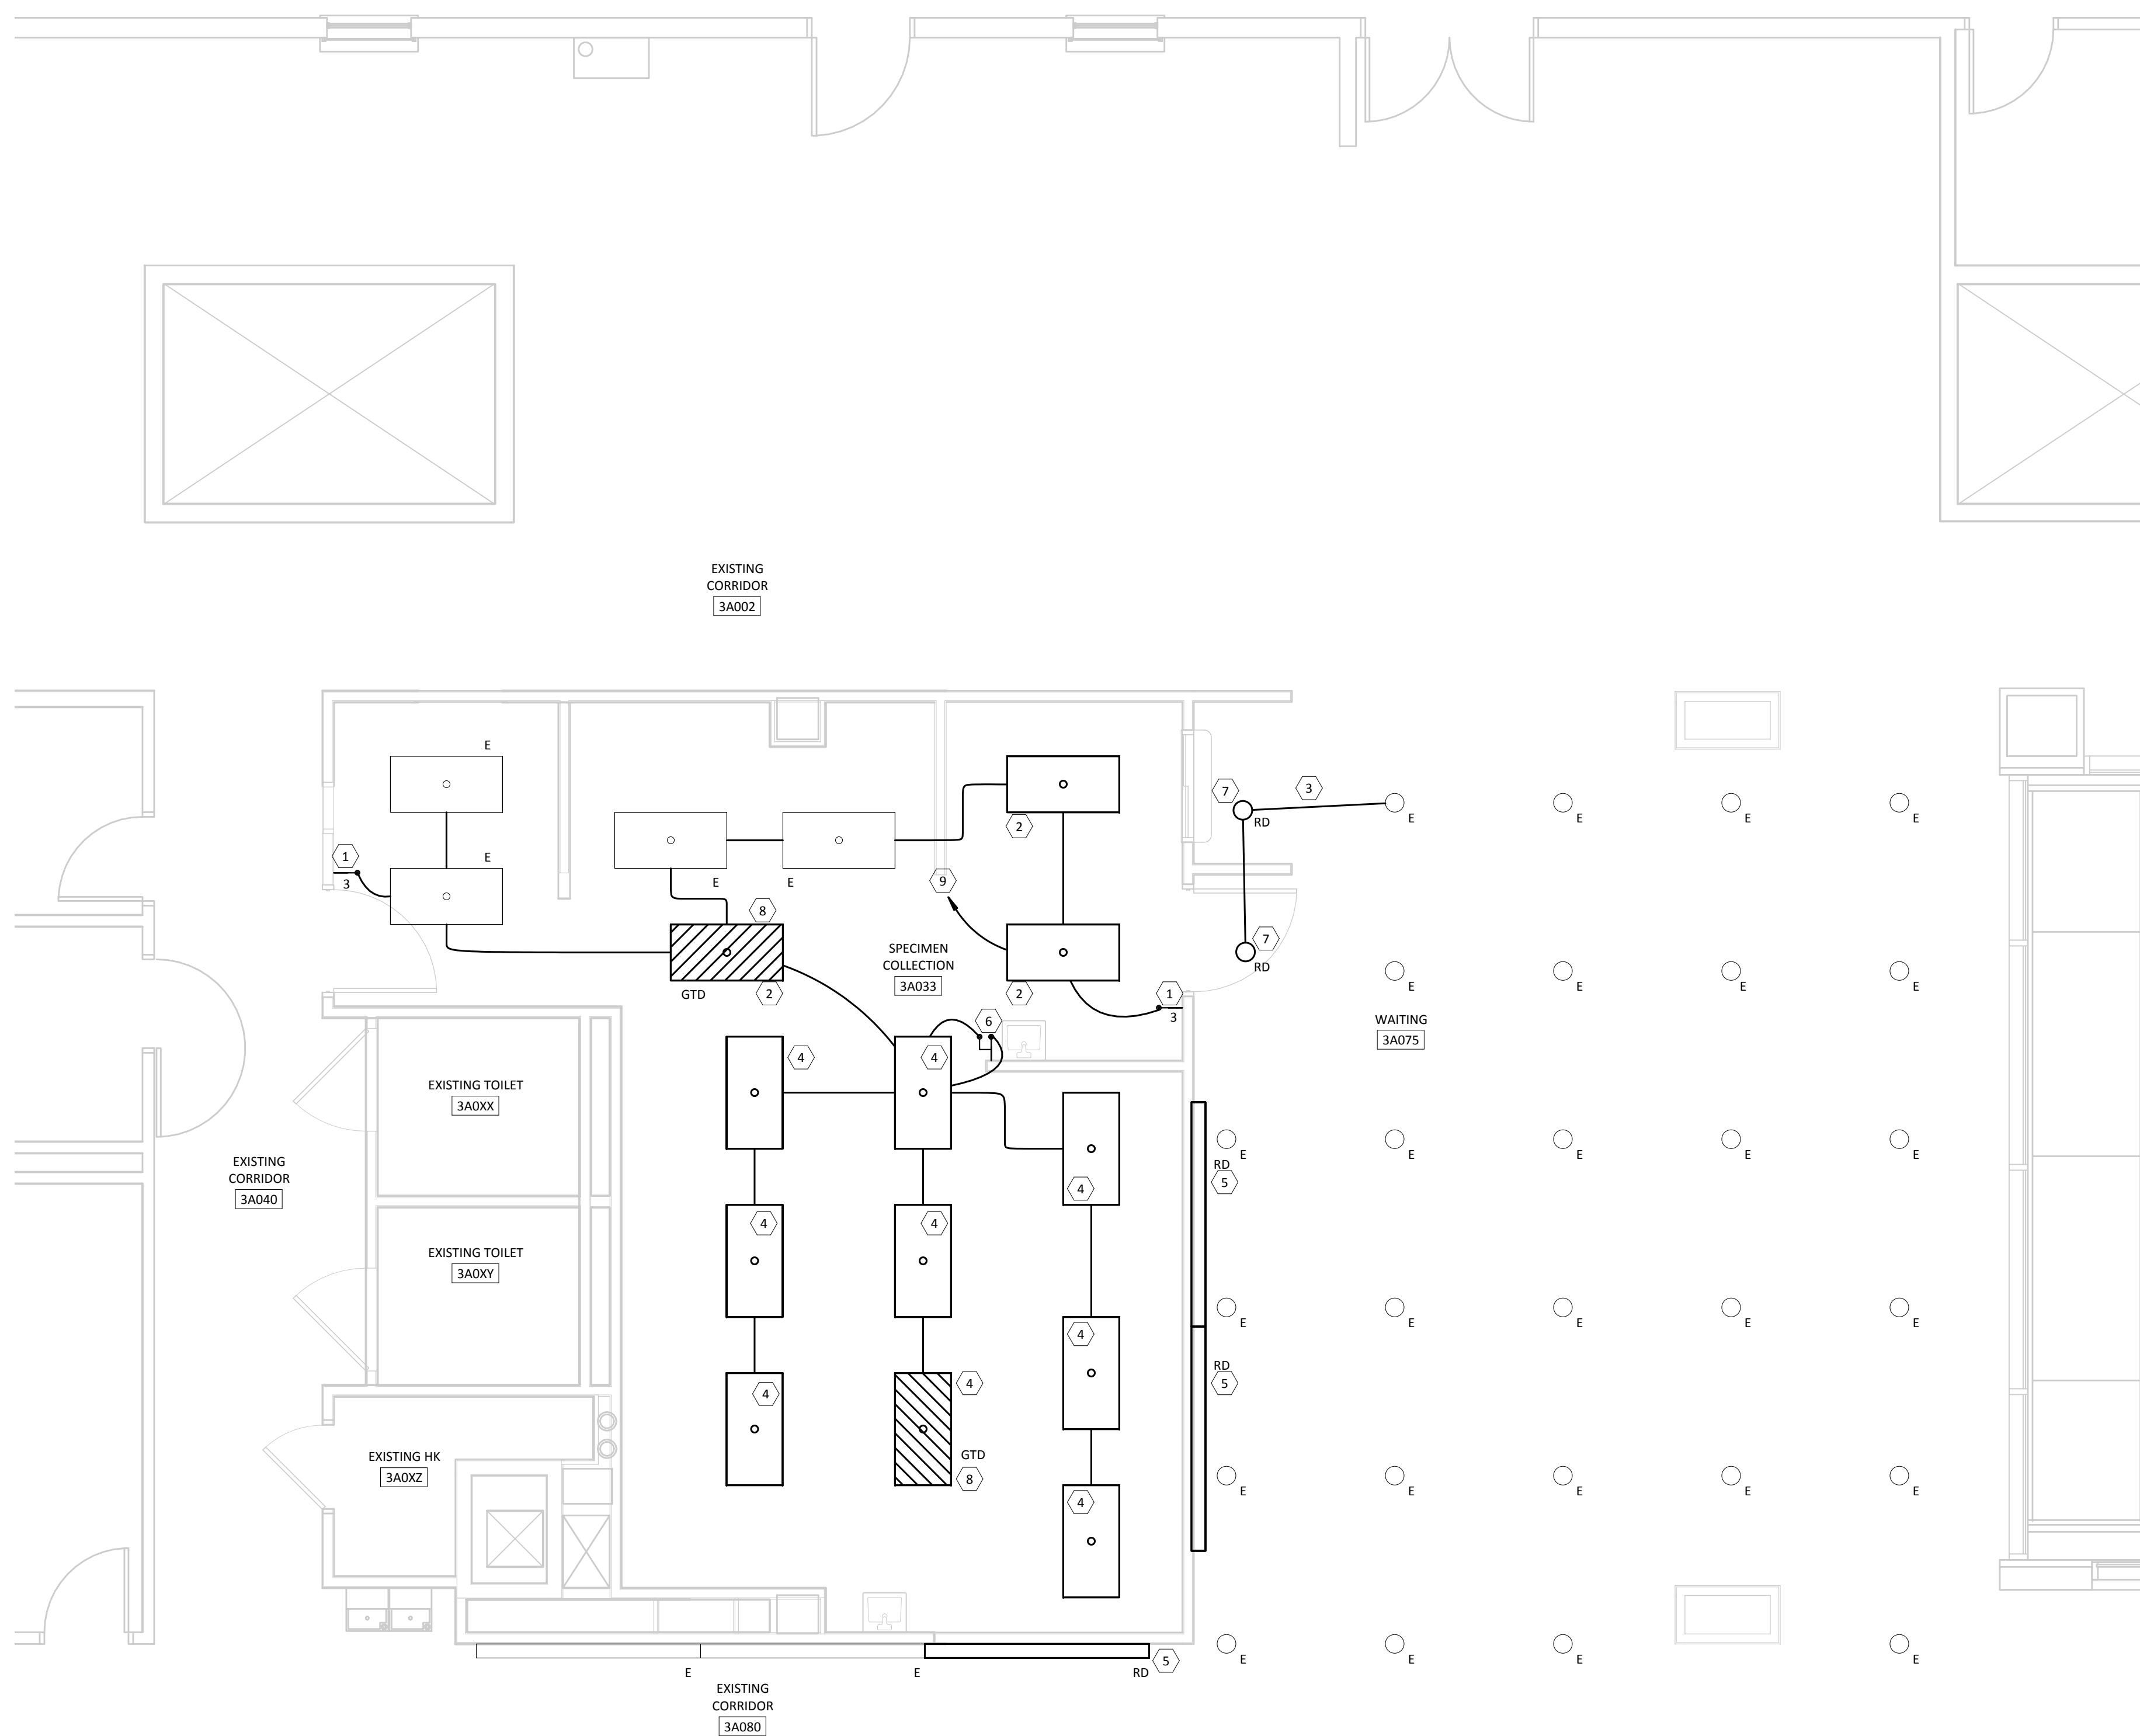 EXISTING
CORRIDOR
3A002
E
7
3
RD
E
E
E
E
2
1
3
E
E
E
9
8
7
RD
SPECIMEN
COLLECTION
3A033
GTD
2
2
1
3
E
E
E
E
6
WAITING
3A075
4
4
EXISTING TOILET
3A0XX
E
E
E
E
E
RD
5
EXISTING
CORRIDOR
3A040
4
4
4
EXISTING TOILET
3A0XY
E
E
E
E
E
4
RD
5
4
4
EXISTING HK
3A0XZ
GTD
8
4
E
E
E
E
E
E
E
RD
5
E
E
E
E
EXISTING
CORRIDOR
3A080